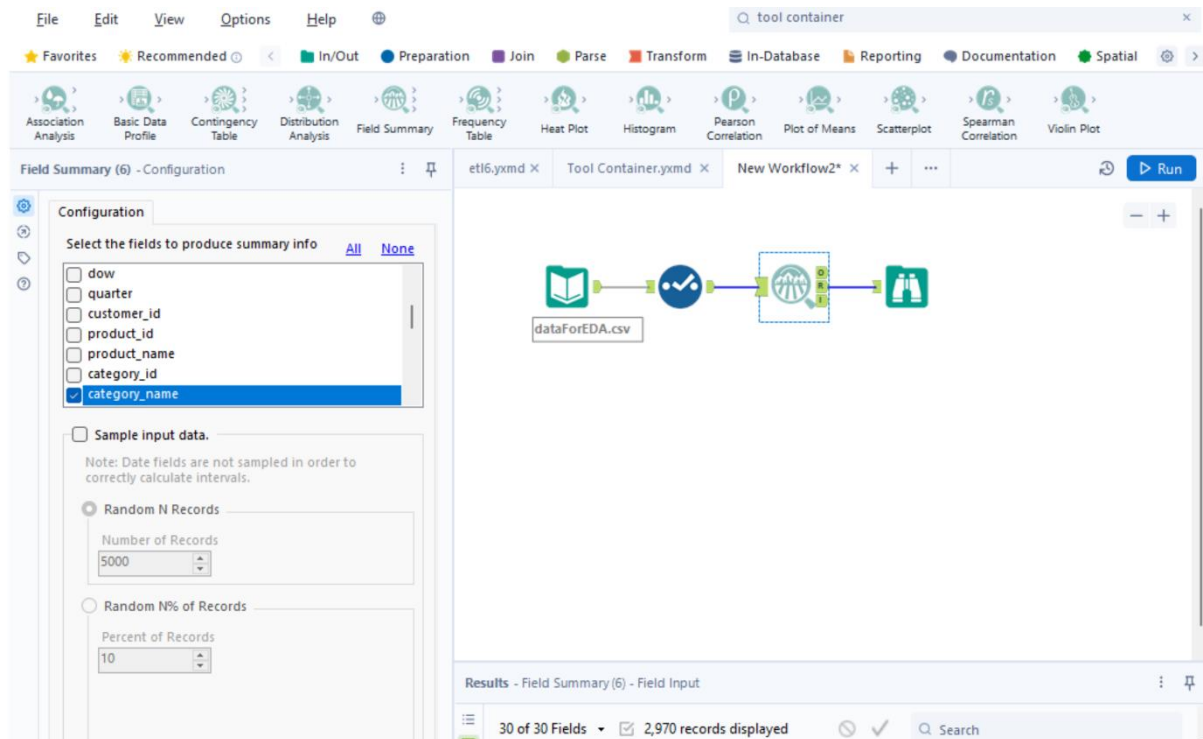 File Edit View Options Help tool container
Favorites Recommended In/Out Preparation Join Parse Transform In-Database Reporting Documentation Spatial
Association Analysis
Basic Data Profile
Contingency Table
Distribution Analysis
Field Summary
Frequency Table
Heat Plot
Histogram
Pearson Correlation
Plot of Means
Scatterplot
Spearman Correlation
Violin Plot
Field Summary (6) - Configuration
etl6.yxmd Tool Container.yxmd New Workflow2* Run
Configuration
Select the fields to produce summary info All None
dow
quarter
customer_id
product_id
product_name
category_id
category_name
Sample input data.
Note: Date fields are not sampled in order to
correctly calculate intervals.
Random N Records
Number of Records
5000
Random N% of Records
Percent of Records
10
O
R
I
dataForEDA.csv
Results - Field Summary (6) - Field Input
30 of 30 Fields 2,970 records displayed Search